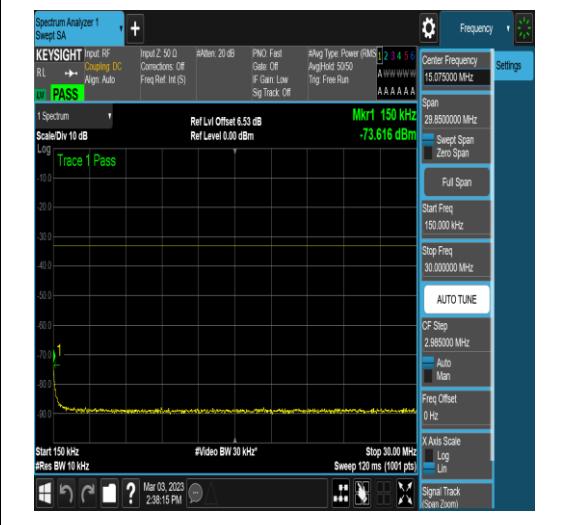 Spectrum Analyzer 1
Swept SA
Frequency
KEYSIGHT
RL
Input: RF
Coupling: DC
Align: Auto
Input Z: 50 Ω
Corrections: Off
Freq Ref: Int (S)
#Atten: 20 dB
PNO: Fast
Gate: Off
IF Gain: Low
Sig Track: Off
#Avg Type: Power (RMS
Avg|Hold: 50/50
Trig: Free Run
1 2 3 4 5 6
A W W W W W
A A A A A A
PASS
1 Spectrum
Scale/Div 10 dB
Ref Lvl Offset 6.53 dB
Ref Level 0.00 dBm
Mkr1 150 kHz
-73.616 dBm
Log
Trace 1 Pass
-10.0
-20.0
-30.0
-40.0
-50.0
-60.0
-70.0
-80.0
-90.0
1
Start 150 kHz
#Res BW 10 kHz
#Video BW 30 kHz*
Stop 30.00 MHz
Sweep 120 ms (1001 pts)
Mar 03, 2023
2:38:15 PM
Center Frequency
15.075000 MHz
Settings
Span
29.8500000 MHz
Swept Span
Zero Span
Full Span
Start Freq
150.000 kHz
Stop Freq
30.000000 MHz
AUTO TUNE
CF Step
2.985000 MHz
Auto
Man
Freq Offset
0 Hz
X Axis Scale
Log
Lin
Signal Track
(Span Zoom)